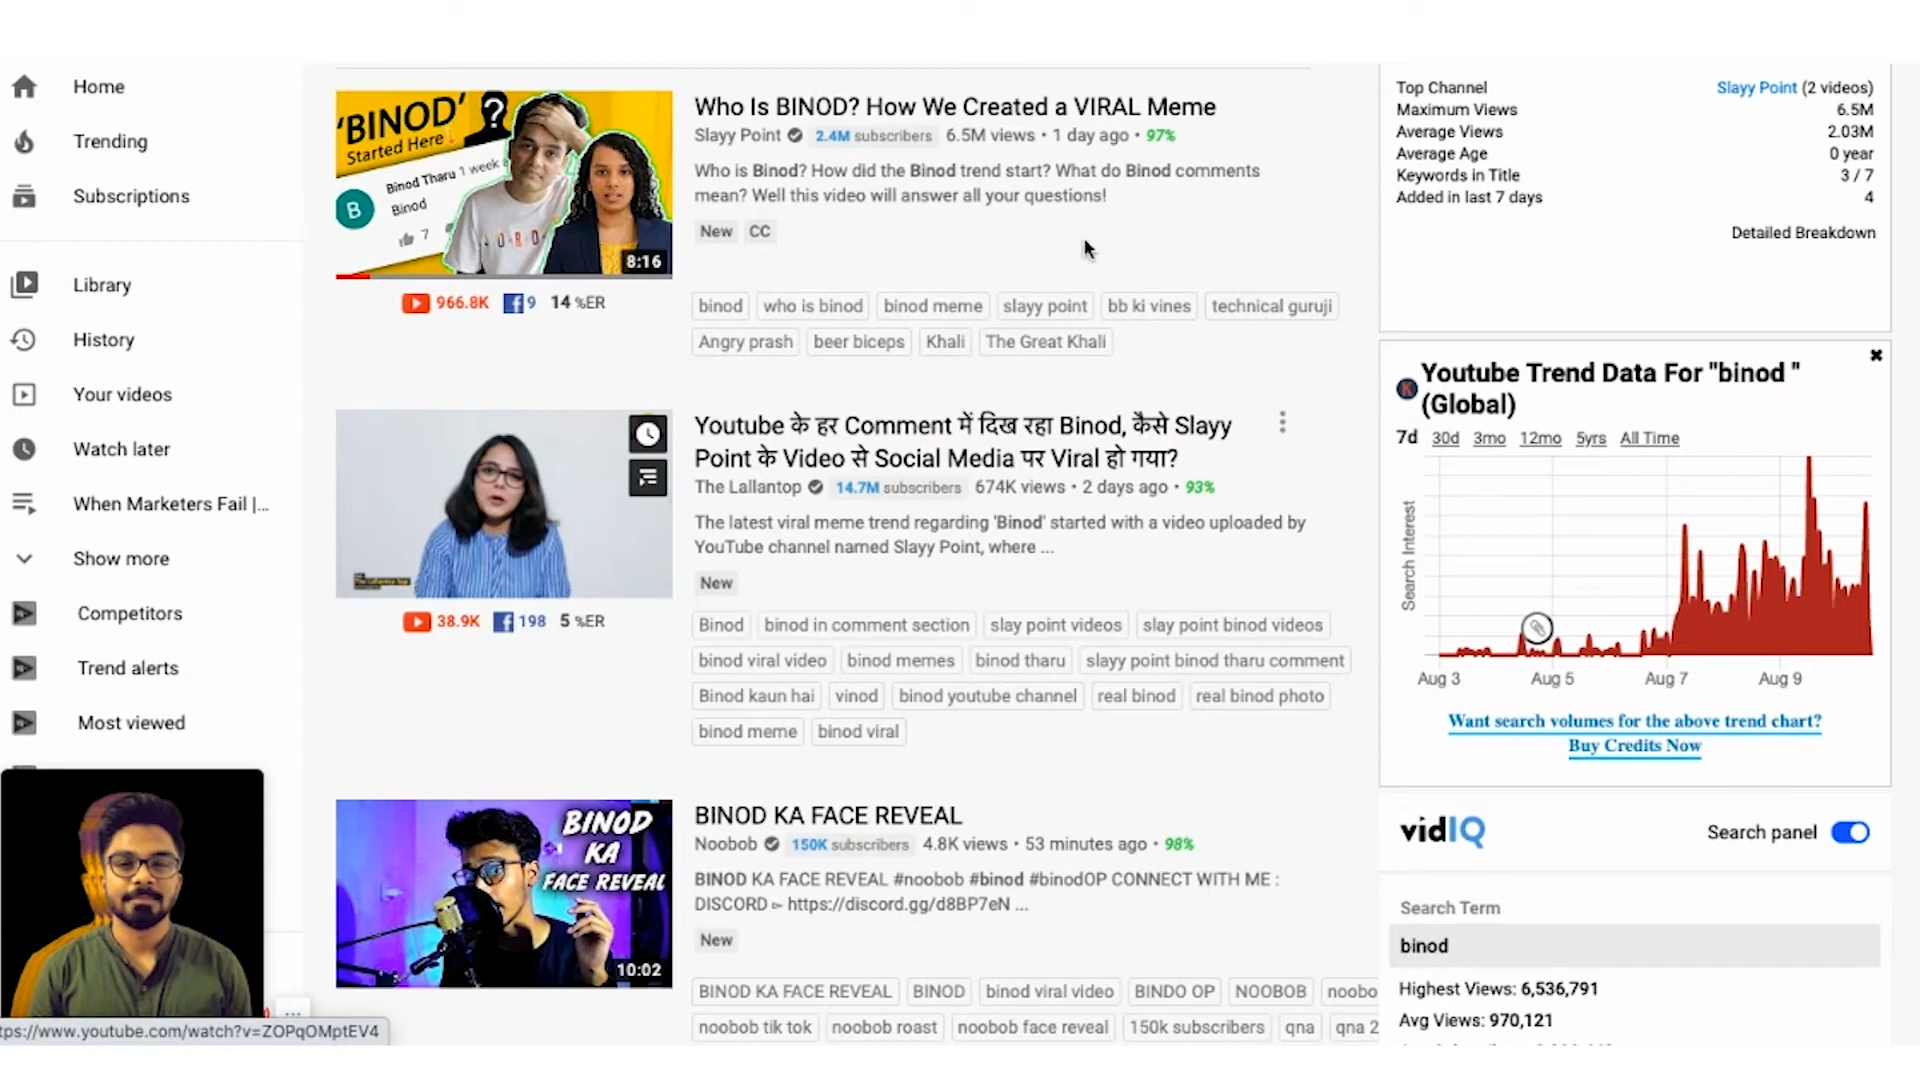 Home
Trending
Subscriptions
Library
History
Your videos
Watch later
When Marketers Fail |...
Show more
Competitors
Trend alerts
Most viewed
tps://www.youtube.com/watch?v=ZOPqOMptEV4
'BINOD'
Started Here
Binod Tharu 1 week
B
Binod
7
8:16
966.8K 9 14 %ER
Who Is BINOD? How We Created a VIRAL Meme
Slayy Point 2.4M subscribers 6.5M views • 1 day ago • 97%
Who is Binod? How did the Binod trend start? What do Binod comments
mean? Well this video will answer all your questions!
New CC
binod who is binod binod meme slayy point bb ki vines technical guruji
Angry prash beer biceps Khali The Great Khali
38.9K 198 5 %ER
Youtube के हर Comment में दिख रहा Binod, कैसे Slayy
Point के Video से Social Media पर Viral हो गया?
The Lallantop 14.7M subscribers 674K views • 2 days ago • 93%
The latest viral meme trend regarding 'Binod' started with a video uploaded by
YouTube channel named Slayy Point, where ...
New
Binod binod in comment section slay point videos slay point binod videos
binod viral video binod memes binod tharu slayy point binod tharu comment
Binod kaun hai vinod binod youtube channel real binod real binod photo
binod meme binod viral
BINOD
KA
FACE REVEAL
10:02
BINOD KA FACE REVEAL
Noobob 150K subscribers 4.8K views • 53 minutes ago • 98%
BINOD KA FACE REVEAL #noobob #binod #binodOP CONNECT WITH ME :
DISCORD ► https://discord.gg/d8BP7eN ...
New
BINOD KA FACE REVEAL BINOD binod viral video BINDO OP NOOBOB noobo
noobob tik tok noobob roast noobob face reveal 150k subscribers qna qna 2
Top Channel Slayy Point (2 videos)
Maximum Views 6.5M
Average Views 2.03M
Average Age 0 year
Keywords in Title 3 / 7
Added in last 7 days 4
Detailed Breakdown
Youtube Trend Data For "binod "
(Global)
7d 30d 3mo 12mo 5yrs All Time
Search Interest
Aug 3 Aug 5 Aug 7 Aug 9
Want search volumes for the above trend chart?
Buy Credits Now
vidIQ Search panel
Search Term
binod
Highest Views: 6,536,791
Avg Views: 970,121